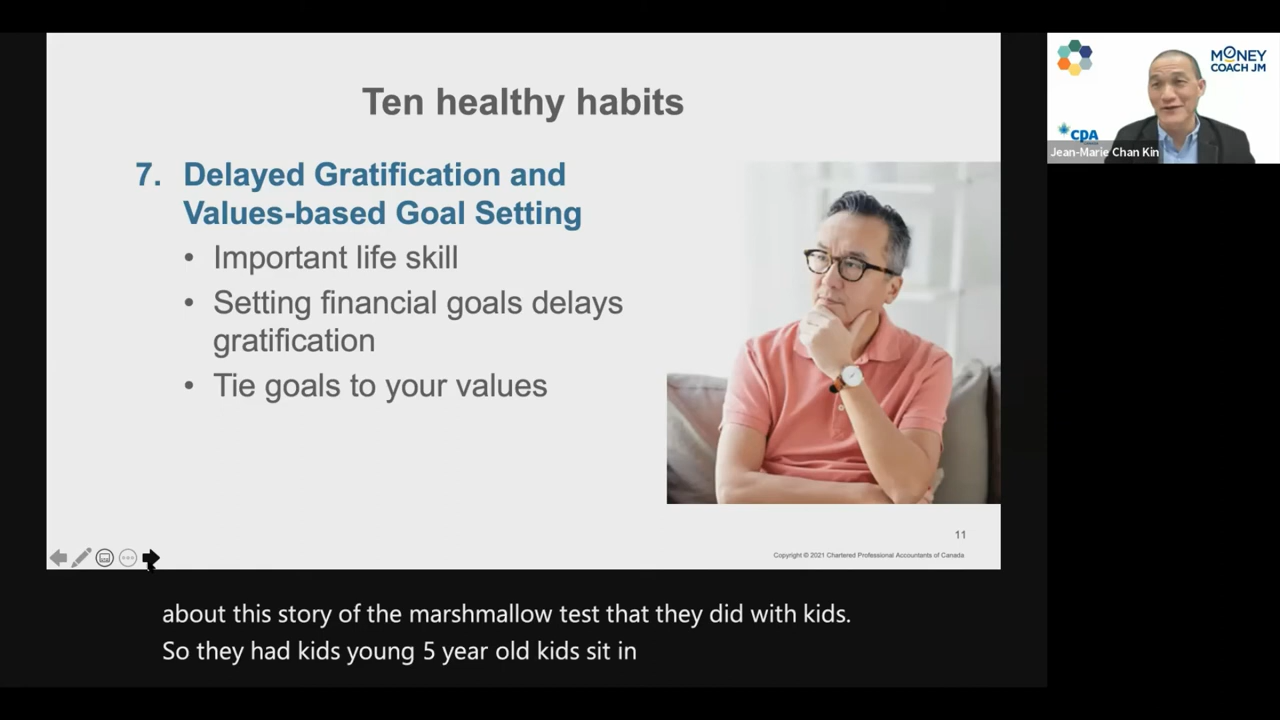 Ten healthy habits
7. Delayed Gratification and
Values-based Goal Setting
• Important life skill
• Setting financial goals delays
gratification
• Tie goals to your values
11
Copyright © 2021 Chartered Professional Accountants of Canada
MONEY
COACH JM
CPA
Jean-Marie Chan Kin
about this story of the marshmallow test that they did with kids.
So they had kids young 5 year old kids sit in